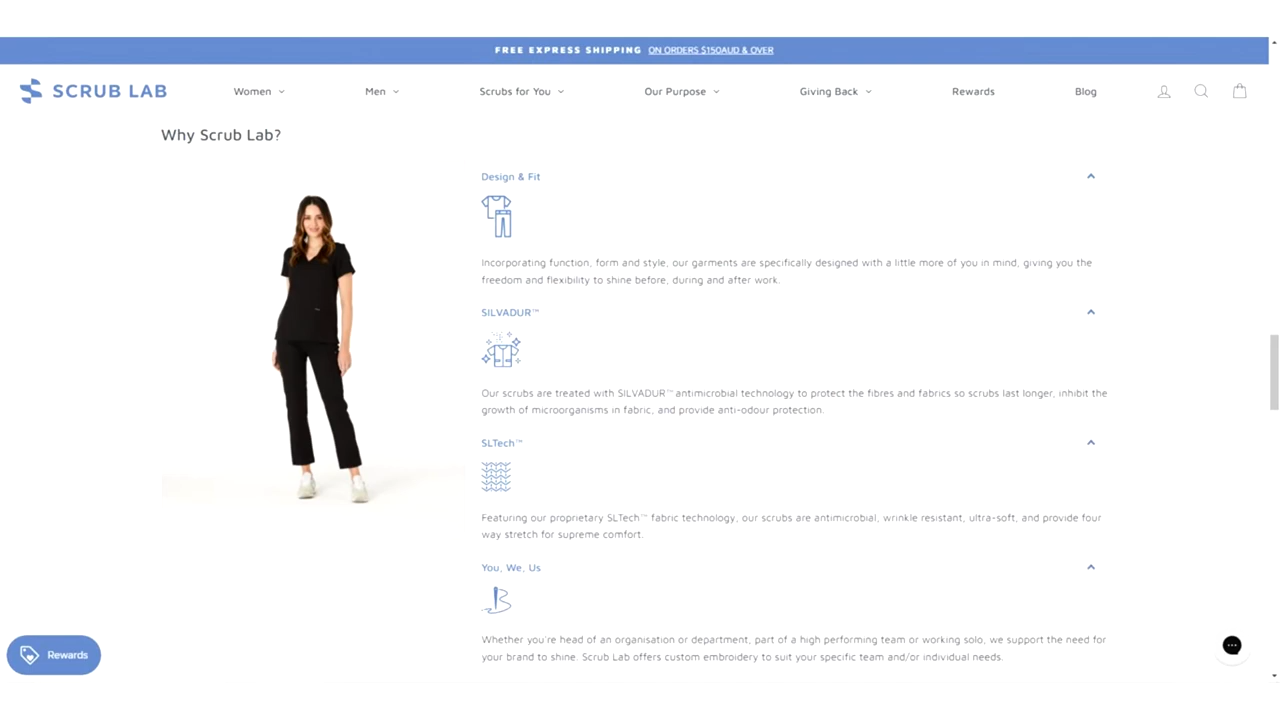 FREE EXPRESS SHIPPING ON ORDERS $150AUD & OVER
SCRUB LAB
Women
Men
Scrubs for You
Our Purpose
Giving Back
Rewards
Blog
Why Scrub Lab?
Design & Fit
Incorporating function, form and style, our garments are specifically designed with a little more of you in mind, giving you the
freedom and flexibility to shine before, during and after work.
SILVADUR™
Our scrubs are treated with SILVADUR™ antimicrobial technology to protect the fibres and fabrics so scrubs last longer, inhibit the
growth of microorganisms in fabric, and provide anti-odour protection.
SLTech™
Featuring our proprietary SLTech™ fabric technology, our scrubs are antimicrobial, wrinkle resistant, ultra-soft, and provide four
way stretch for supreme comfort.
You, We, Us
Whether you're head of an organisation or department, part of a high performing team or working solo, we support the need for
your brand to shine. Scrub Lab offers custom embroidery to suit your specific team and/or individual needs.
Rewards